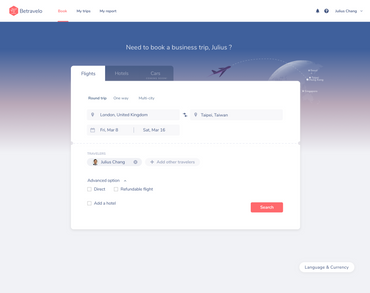 Betravelo
Book
My trips
My report
Julius Chang
Need to book a business trip, Julius ?
Flights
Hotels
Cars
Round trip
One way
Multi-city
London, United Kingdom
Taipei, Taiwan
Fri, Mar 8
Sat, Mar 18
Julius Chang
Add other travelers
Advanced option
Direct
Refundable flight
Add a hotel
Search
Language & Currency